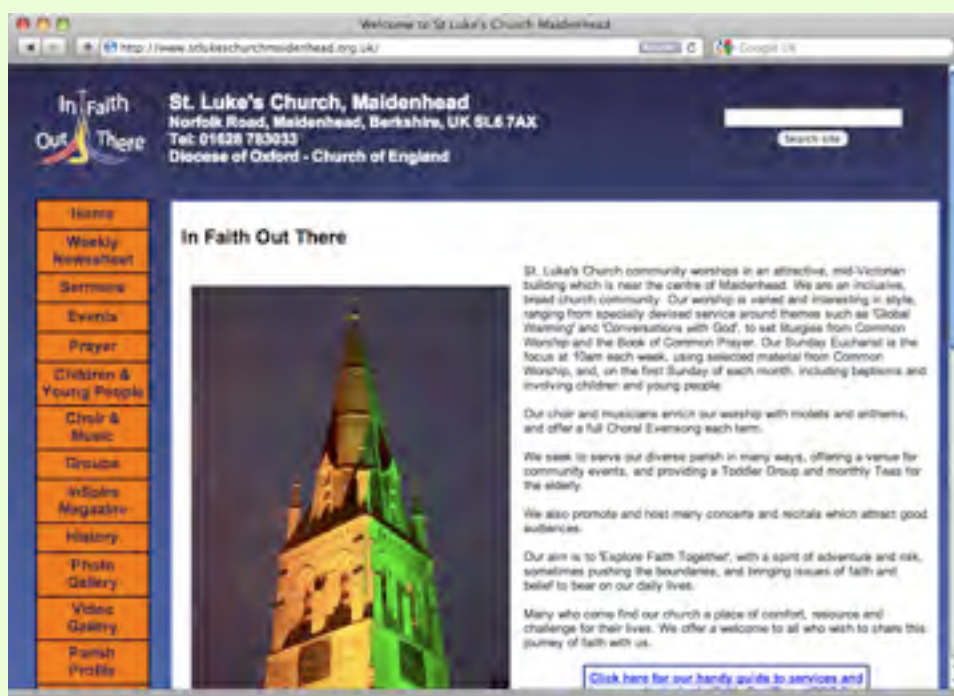 Welcome to St Luke's Church Maidenhead
http://www.stlukeschurchmaidenhead.org.uk/
Google UK
In Faith
Out There
St. Luke's Church, Maidenhead
Norfolk Road, Maidenhead, Berkshire, UK SL6 7AX
Tel: 01628 783033
Diocese of Oxford - Church of England
Search site
Home
Weekly
Newssheet
Sermons
Events
Prayer
Children &
Young People
Choir &
Music
Groups
InSpire
Magazine
History
Photo
Gallery
Video
Gallery
Parish
Profile
In Faith Out There
St. Luke's Church community worships in an attractive, mid-Victorian
building which is near the centre of Maidenhead. We are an inclusive,
broad church community. Our worship is varied and interesting in style,
ranging from specially devised service around themes such as 'Global
Warming' and 'Conversations with God', to set liturgies from Common
Worship and the Book of Common Prayer. Our Sunday Eucharist is the
focus at 10am each week, using selected material from Common
Worship, and, on the first Sunday of each month, including baptisms and
involving children and young people.
Our choir and musicians enrich our worship with motets and anthems,
and offer a full Choral Evensong each term.
We seek to serve our diverse parish in many ways, offering a venue for
community events, and providing a Toddler Group and monthly Teas for
the elderly.
We also promote and host many concerts and recitals which attract good
audiences.
Our aim is to 'Explore Faith Together', with a spirit of adventure and risk,
sometimes pushing the boundaries, and bringing issues of faith and
belief to bear on our daily lives.
Many who come find our church a place of comfort, resource and
challenge for their lives. We offer a welcome to all who wish to share this
journey of faith with us.
Click here for our handy guide to services and